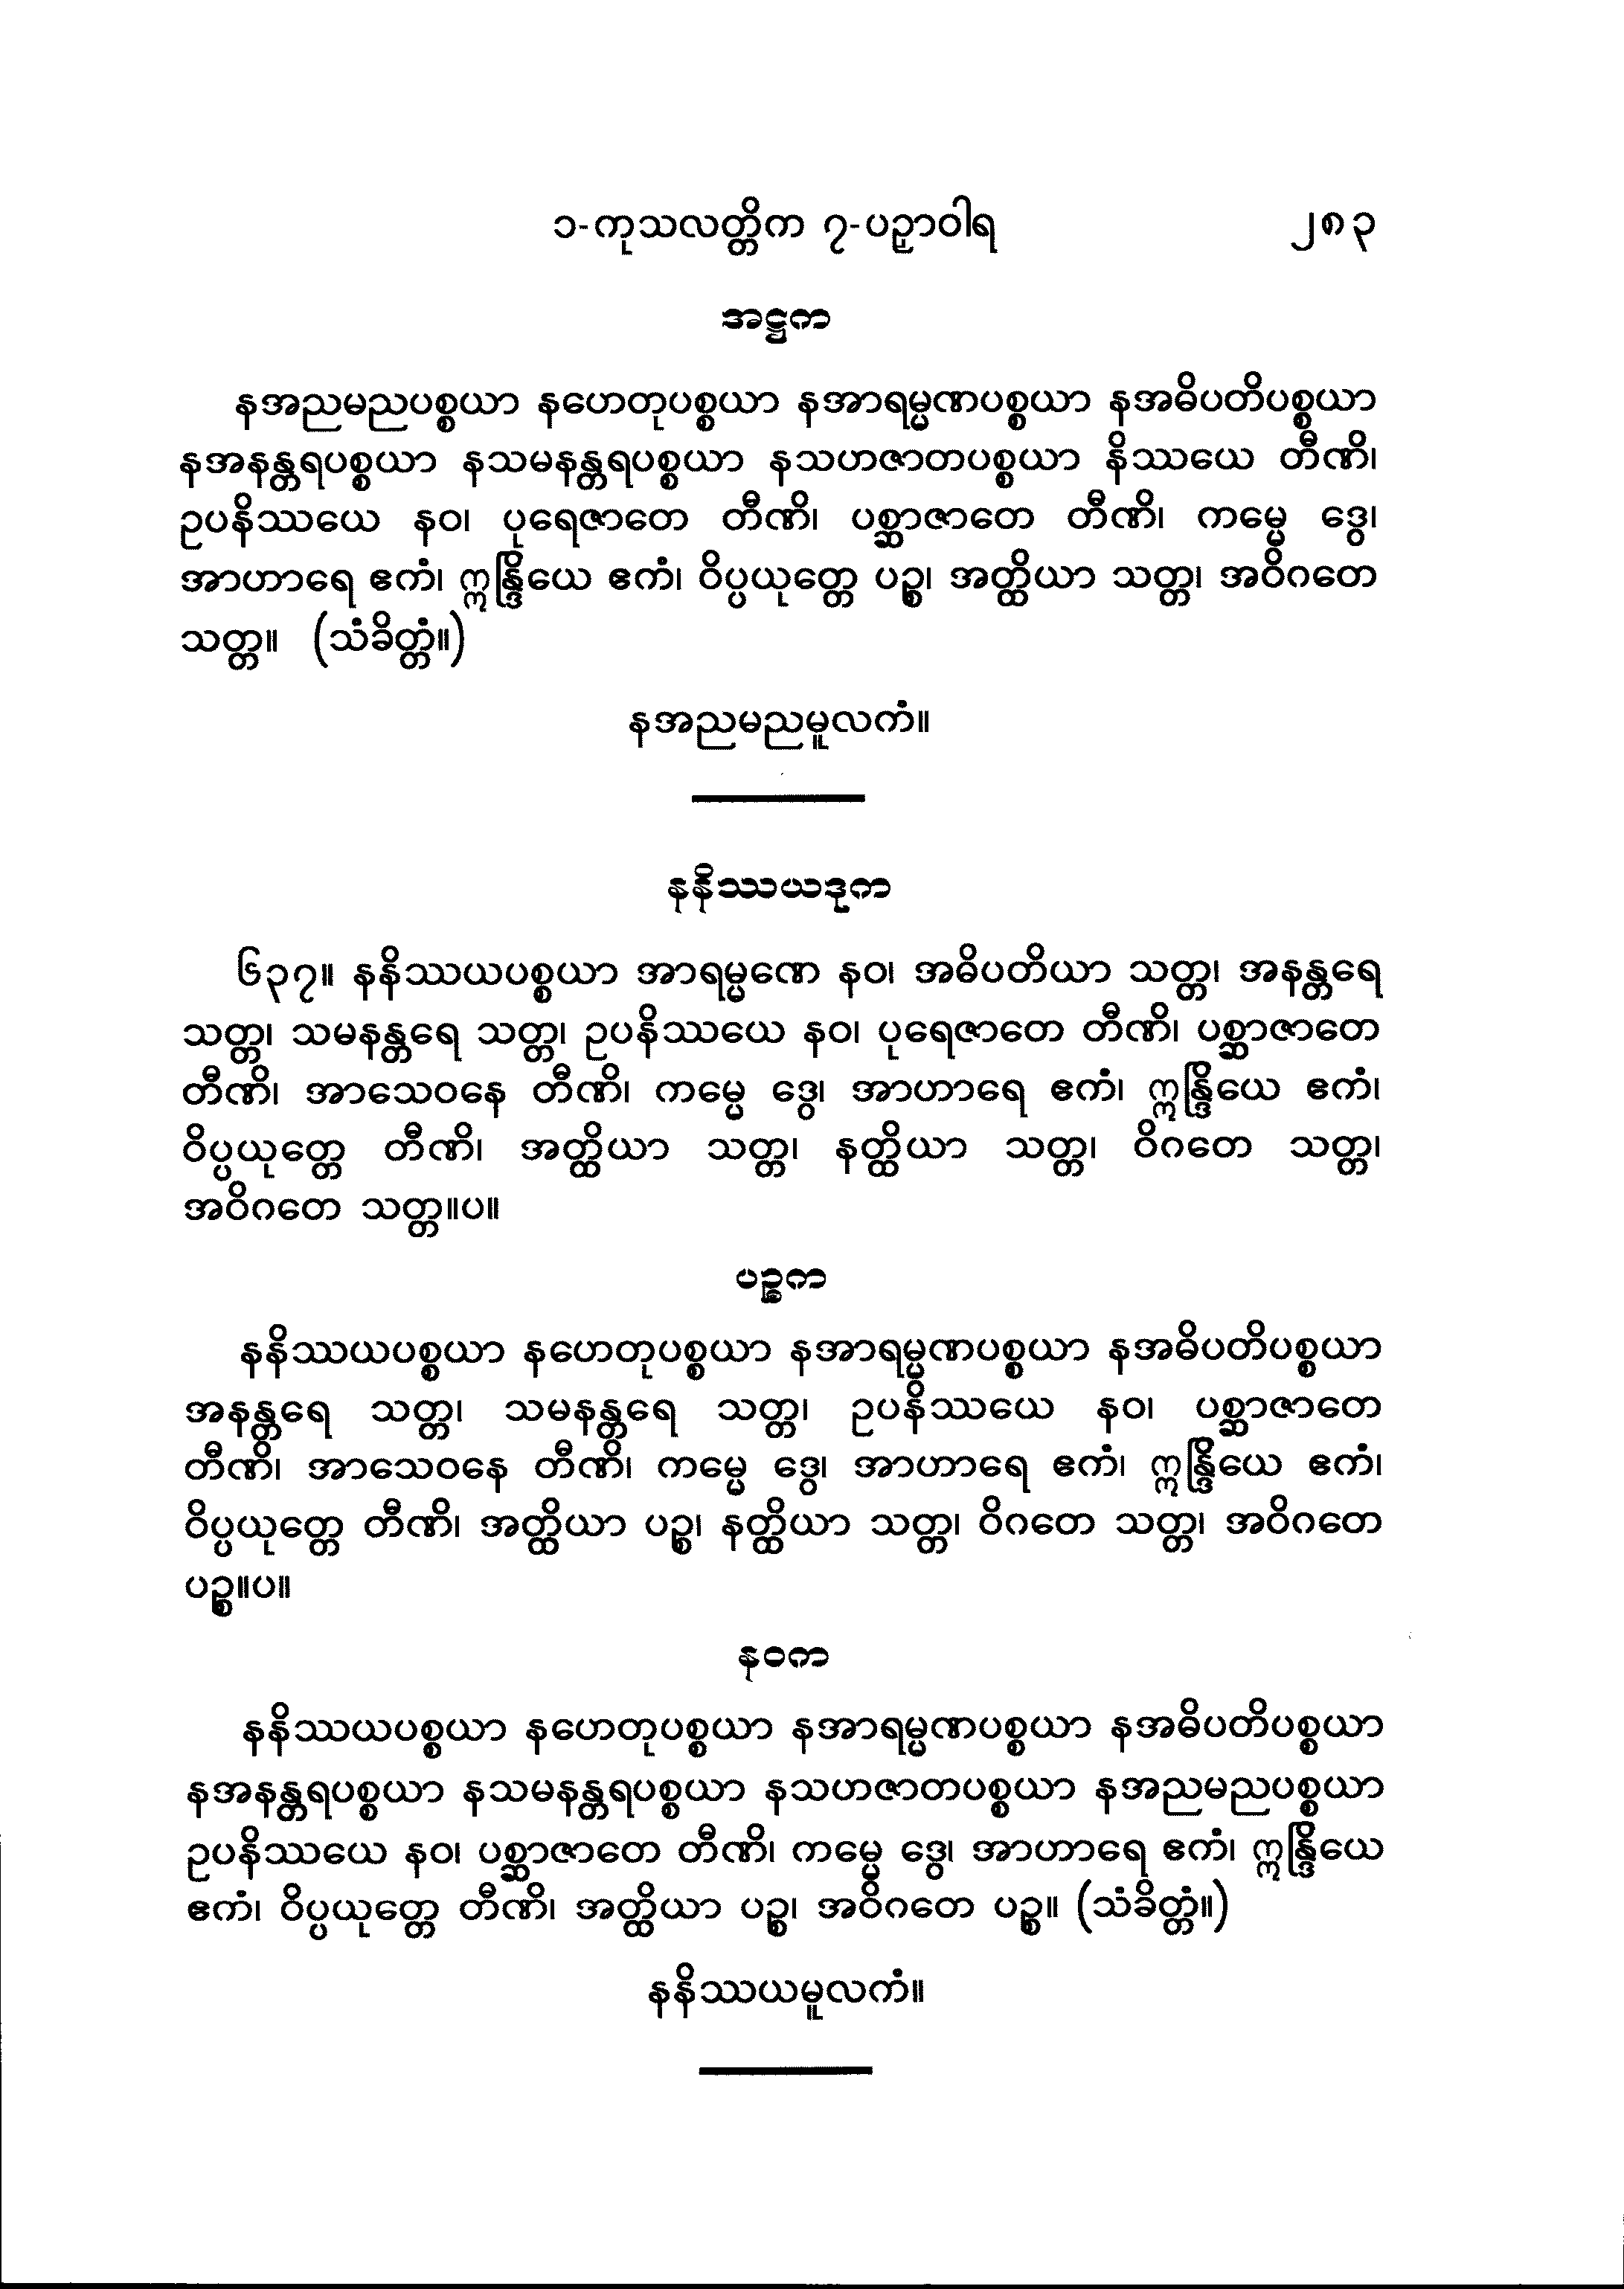 ၁-ကုသလတ္တိက ၇-ပဉှာဝါရ ၂၈၃
အဋ္ဌက
နအညမညပစ္စယာ နဟေတုပစ္စယာ နအာရမ္မဏပစ္စယာ နအဓိပတိပစ္စယာ
နအနန္တရပစ္စယာ နသမနန္တရပစ္စယာ နသဟဇာတပစ္စယာ နိဿယေ တီဏိ၊
ဥပနိဿယေ နဝ၊ ပုရေဇာတေ တီဏိ၊ ပစ္ဆာဇာတေ တီဏိ၊ ကမ္မေ ဒွေ၊
အာဟာရေ ဧကံ၊ ဣန္ဒြိယေ ဧကံ၊ ဝိပ္ပယုတ္တေ ပဉ္စ၊ အတ္ထိယာ သတ္တ၊ အဝိဂတေ
သတ္တ။ (သံခိတ္တံ။)
နအညမညမူလကံ။
နနိဿယဒုက
၆၃၇။ နနိဿယပစ္စယာ အာရမ္မဏေ နဝ၊ အဓိပတိယာ သတ္တ၊ အနန္တရေ
သတ္တ၊ သမနန္တရေ သတ္တ၊ ဥပနိဿယေ နဝ၊ ပုရေဇာတေ တီဏိ၊ ပစ္ဆာဇာတေ
တီဏိ၊ အာသေဝနေ တီဏိ၊ ကမ္မေ ဒွေ၊ အာဟာရေ ဧကံ၊ ဣန္ဒြိယေ ဧကံ၊
ဝိပ္ပယုတ္တေ တီဏိ၊ အတ္ထိယာ သတ္တ၊ နတ္ထိယာ သတ္တ၊ ဝိဂတေ သတ္တ၊
အဝိဂတေ သတ္တ။ပ။
ပဉ္စက
နနိဿယပစ္စယာ နဟေတုပစ္စယာ နအာရမ္မဏပစ္စယာ နအဓိပတိပစ္စယာ
အနန္တရေ သတ္တ၊ သမနန္တရေ သတ္တ၊ ဥပနိဿယေ နဝ၊ ပစ္ဆာဇာတေ
တီဏိ၊ အာသေဝနေ တီဏိ၊ ကမ္မေ ဒွေ၊ အာဟာရေ ဧကံ၊ ဣန္ဒြိယေ ဧကံ၊
ဝိပ္ပယုတ္တေ တီဏိ၊ အတ္ထိယာ ပဉ္စ၊ နတ္ထိယာ သတ္တ၊ ဝိဂတေ သတ္တ၊ အဝိဂတေ
ပဉ္စ။ပ။
နဝက
နနိဿယပစ္စယာ နဟေတုပစ္စယာ နအာရမ္မဏပစ္စယာ နအဓိပတိပစ္စယာ
နအနန္တရပစ္စယာ နသမနန္တရပစ္စယာ နသဟဇာတပစ္စယာ နအညမညပစ္စယာ
ဥပနိဿယေ နဝ၊ ပစ္ဆာဇာတေ တီဏိ၊ ကမ္မေ ဒွေ၊ အာဟာရေ ဧကံ၊ ဣန္ဒြိယေ
ဧကံ၊ ဝိပ္ပယုတ္တေ တီဏိ၊ အတ္ထိယာ ပဉ္စ၊ အဝိဂတေ ပဉ္စ။ (သံခိတ္တံ။)
နနိဿယမူလကံ။